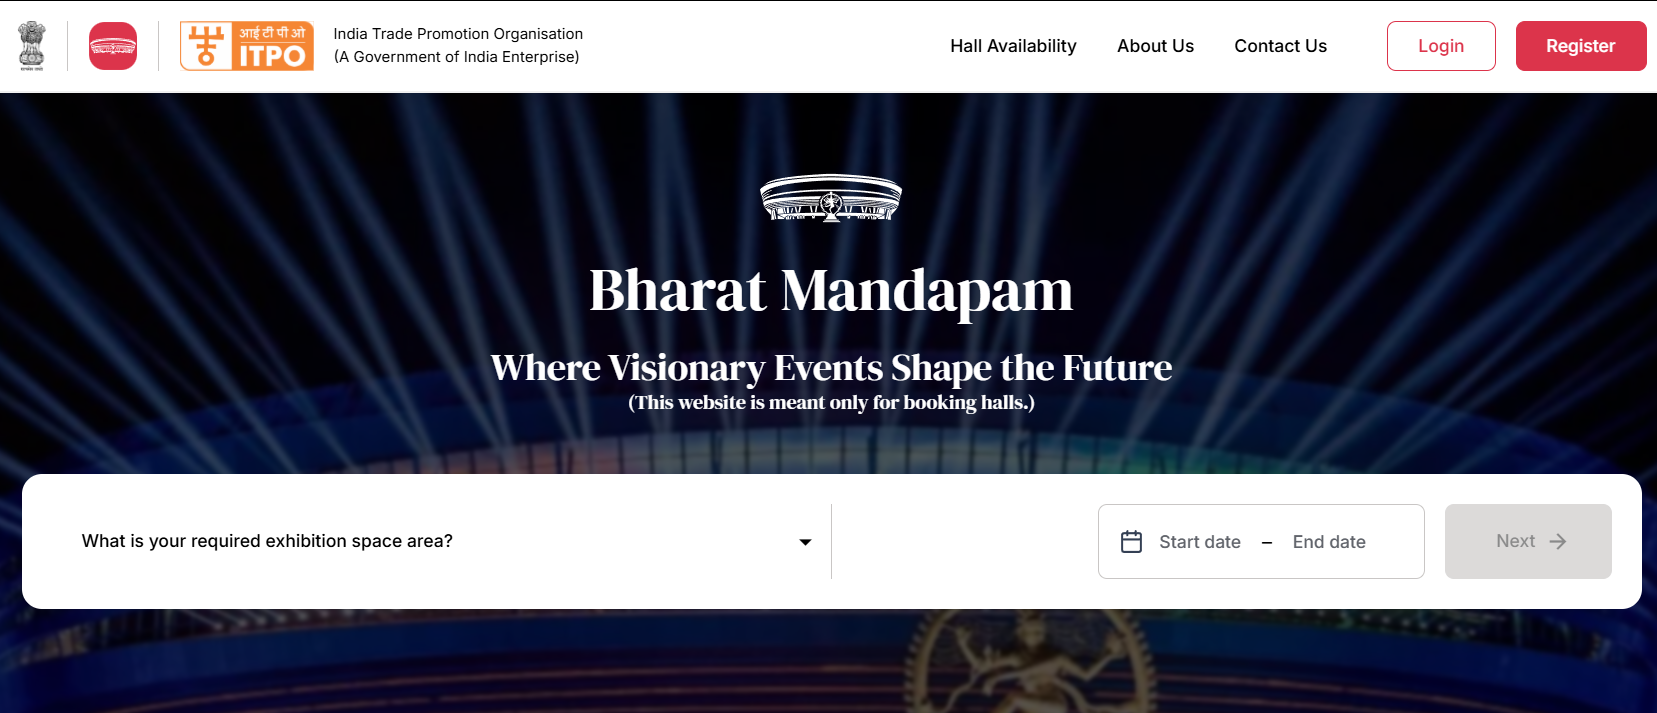 आई टी पी ओ
ITPO
India Trade Promotion Organisation
(A Government of India Enterprise)
Hall Availability
About Us
Contact Us
Login
Register
Bharat Mandapam
Where Visionary Events Shape the Future
(This website is meant only for booking halls.)
What is your required exhibition space area?
Start date – End date
Next